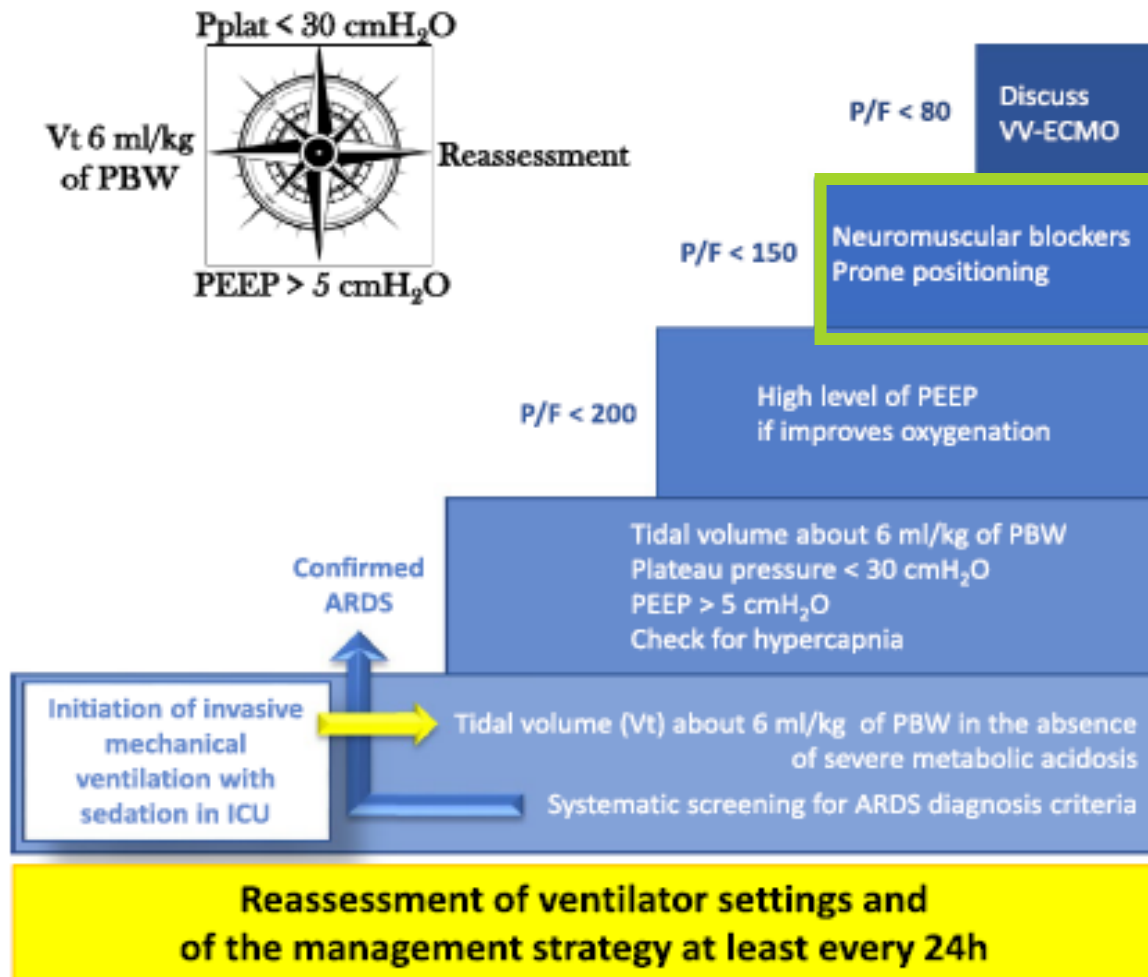 Pplat < 30 cmH₂O
Vt 6 ml/kg
of PBW
Reassessment
PEEP > 5 cmH₂O
P/F < 80
Discuss
VV-ECMO
P/F < 150
Neuromuscular blockers
Prone positioning
P/F < 200
High level of PEEP
if improves oxygenation
Confirmed
ARDS
Tidal volume about 6 ml/kg of PBW
Plateau pressure < 30 cmH₂O
PEEP > 5 cmH₂O
Check for hypercapnia
Initiation of invasive
mechanical
ventilation with
sedation in ICU
Tidal volume (Vt) about 6 ml/kg of PBW in the absence
of severe metabolic acidosis
Systematic screening for ARDS diagnosis criteria
Reassessment of ventilator settings and
of the management strategy at least every 24h